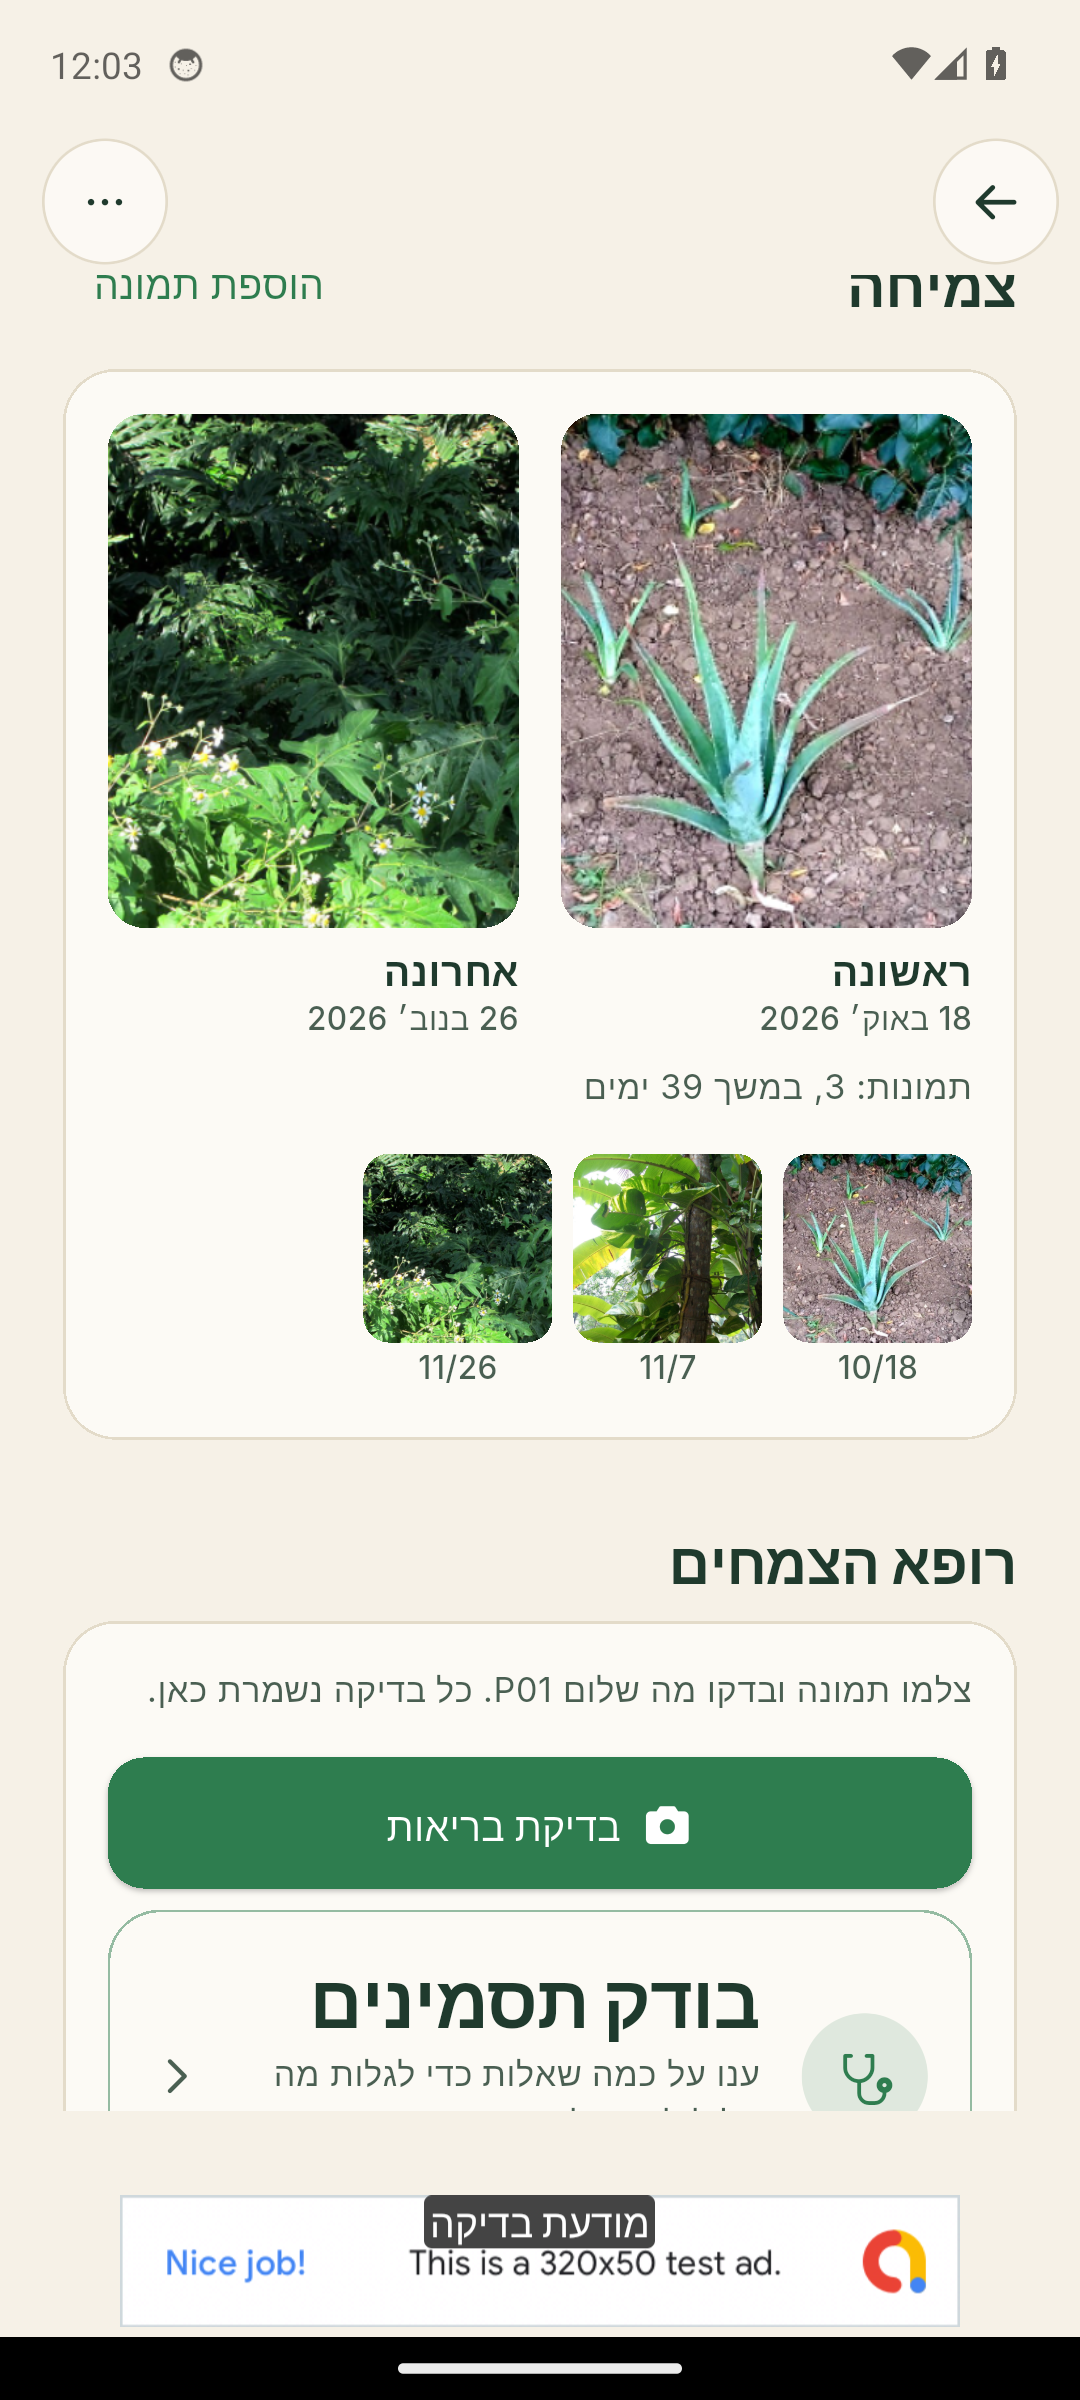 12:03
צמיחה
הוספת תמונה
ראשונה
18 באוק׳ 2026
אחרונה
26 בנוב׳ 2026
תמונות: 3, במשך 39 ימים
10/18
11/7
11/26
רופא הצמחים
צלמו תמונה ובדקו מה שלום P01. כל בדיקה נשמרת כאן.
בדיקת בריאות
בודק תסמינים
ענו על כמה שאלות כדי לגלות מה
מודעת בדיקה
Nice job!
This is a 320x50 test ad.